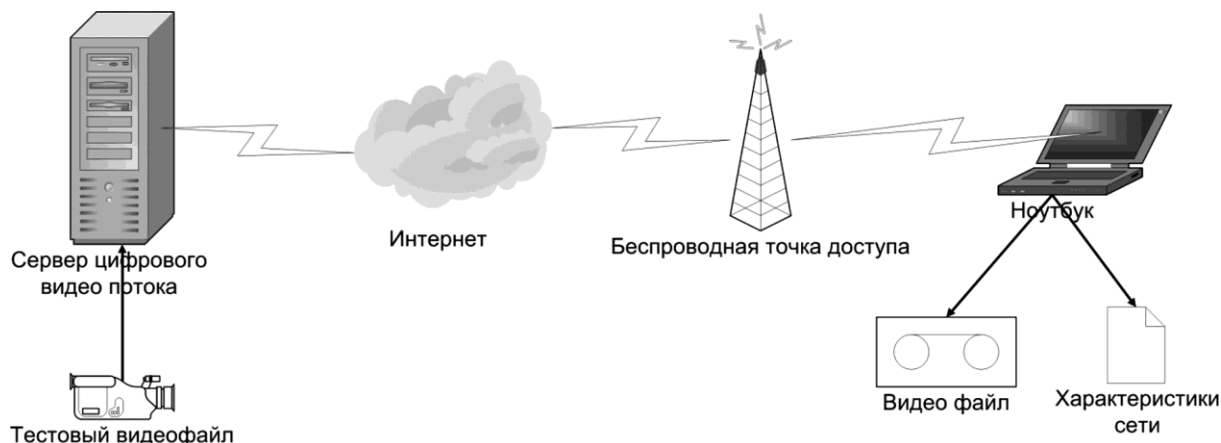 Сервер цифрового
видео потока
Интернет
Беспроводная точка доступа
Ноутбук
Тестовый видеофайл
Видео файл
Характеристики
сети